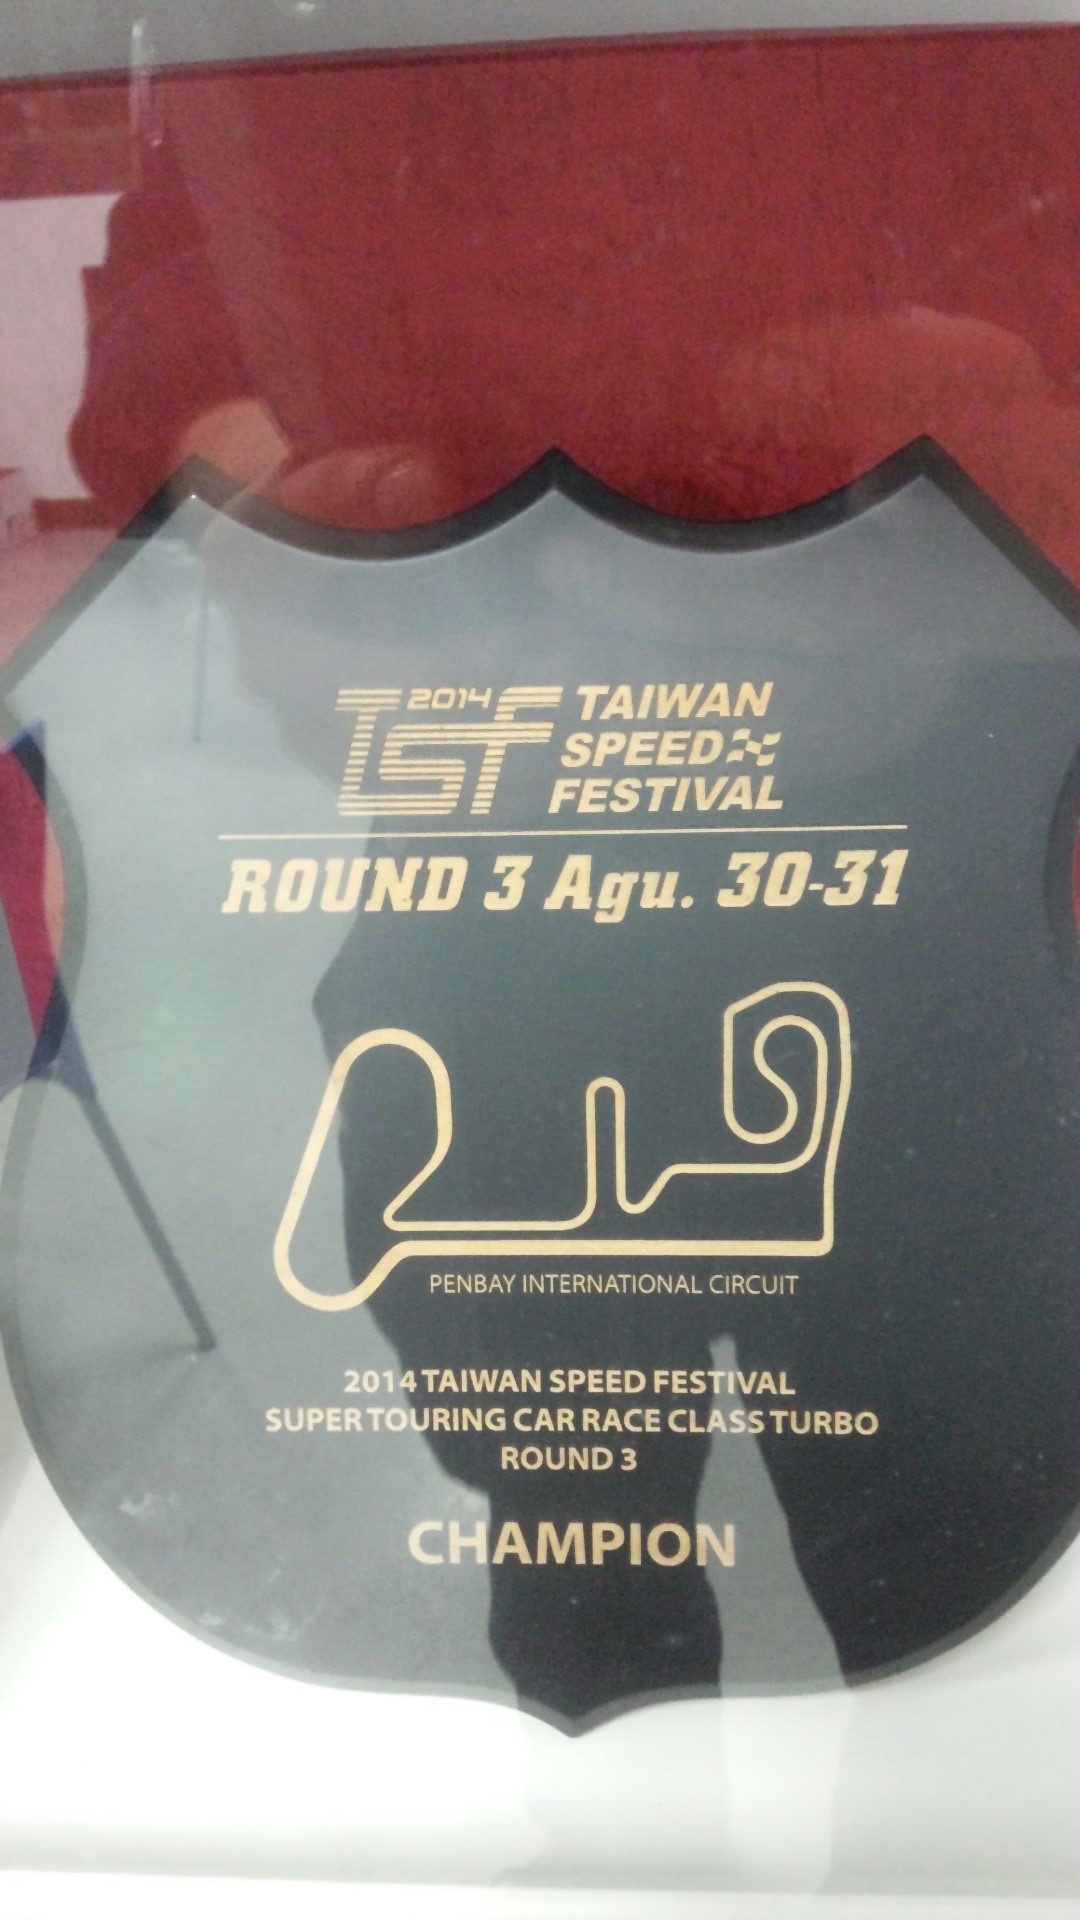 2014
TSF
TAIWAN
SPEED
FESTIVAL
ROUND 3 Agu. 30-31
PENBAY INTERNATIONAL CIRCUIT
2014 TAIWAN SPEED FESTIVAL
SUPER TOURING CAR RACE CLASS TURBO
ROUND 3
CHAMPION